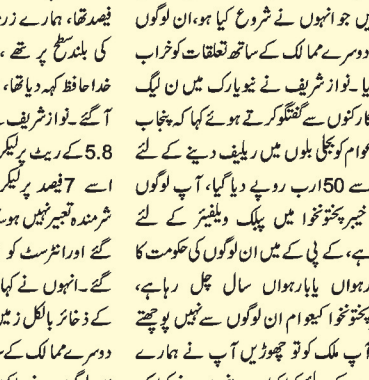 یں جو انہوں نے شروع کیا ہو، ان لوگوں
دوسرے ممالک کے ساتھ تعلقات کو خراب
یا ۔ نواز شریف نے نیویارک میں ن لیگ
کارکنوں سے گفتگو کرتے ہوئے کہا کہ پنجاب
عوام کو بجلی بلوں میں ریلیف دینے کے لئے
سے 50 ارب روپے دیا گیا، آپ لوگوں
خیبر پختونخوا میں پبلک ویلفیئر کے لئے
ہے، کے پی کے میں ان لوگوں کی حکومت کا
رہواں یا بارہواں سال چل رہا ہے،
پختونخوا کیعوام ان لوگوں سے نہیں پوچھتے
آپ ملک کو تو چھوڑیں آپ نے ہمارے
فیصد تھا، ہمارے زر
کی بلند سطح پر تھے ،
خدا حافظ کہہ دیا تھا،
آ گئے ۔ نواز شریف
5.8 کے ریٹ پر لیکر
اسے 7 فیصد پر لیکر
شرمندہ تعبیر نہیں ہوس
گئے اور انٹرسٹ کو
گئے ۔ انہوں نے کہا
کے ذخائر بالکل زمیں
دوسرے ممالک کے س